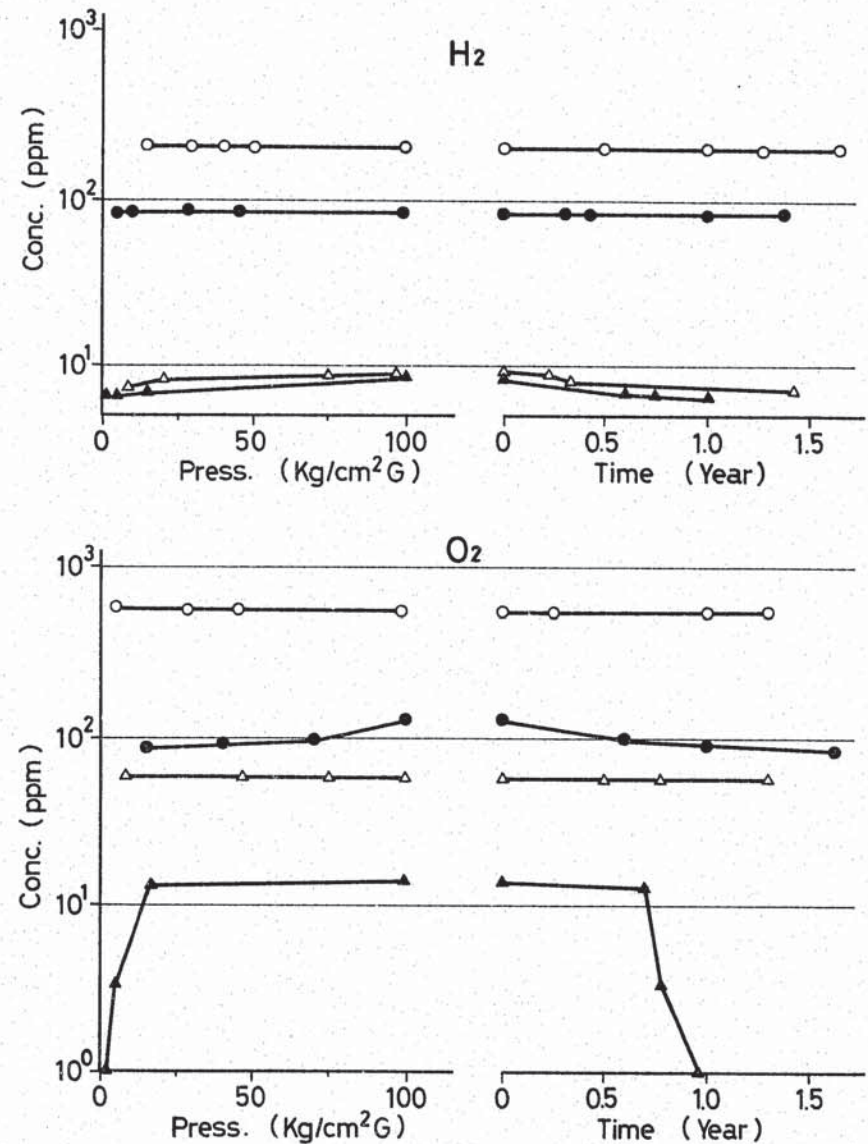 H₂
Conc. (ppm)
10³
10²
10¹
0 50 100
Press. (Kg/cm²G)
0 0.5 1.0 1.5
Time (Year)
O₂
Conc. (ppm)
10³
10²
10¹
10⁰
0 50 100
Press. (Kg/cm²G)
0 0.5 1.0 1.5
Time (Year)